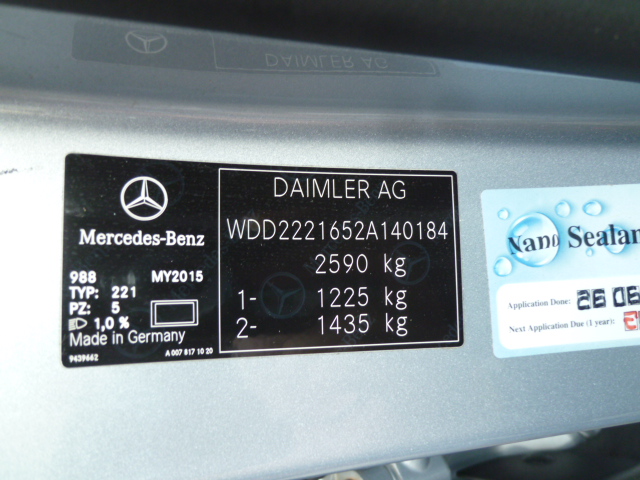 DAIMLER AG
Mercedes-Benz
988 MY2015
TYP: 221
PZ: 5
1,0 %
Made in Germany
9439662 A 007 817 10 20
DAIMLER AG
WDD2221652A140184
2590 kg
1- 1225 kg
2- 1435 kg
Nano Sealan
Application Done: 26 06
Next Application Due (1 year):